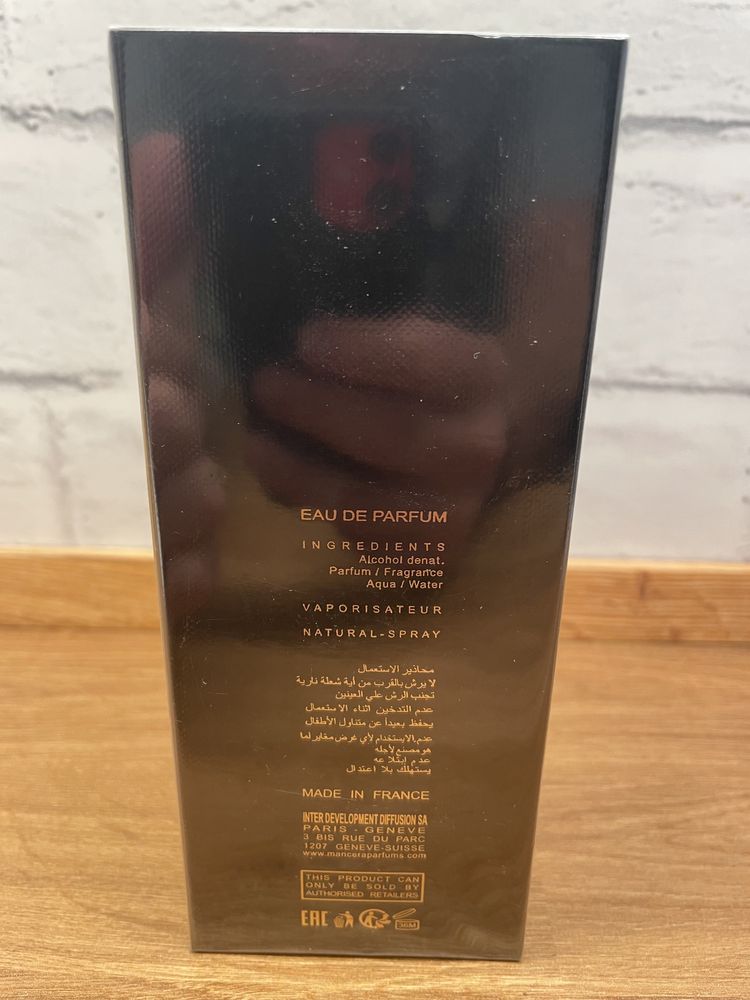 EAU DE PARFUM
INGREDIENTS
Alcohol denat.
Parfum / Fragrance
Aqua / Water
VAPORISATEUR
NATURAL-SPRAY
محاذير الاستعمال
لا يرش بالقرب من أية شعلة نارية
تجنب الرش علي العينين
عدم التدخين اثناء الاستعمال
يحفظ بعيداً عن متناول الأطفال
عدم الاستخدام لأي غرض مغاير لما
هو مصنع لأجله
عدم ابتلا عه
يستهلك بلا اعتدال
MADE IN FRANCE
INTER DEVELOPMENT DIFFUSION SA
PARIS - GENEVE
3 BIS RUE DU PARC
1207 GENEVE-SUISSE
www.manceraparfums.com
THIS PRODUCT CAN
ONLY BE SOLD BY
AUTHORISED RETAILERS
EAC 36M